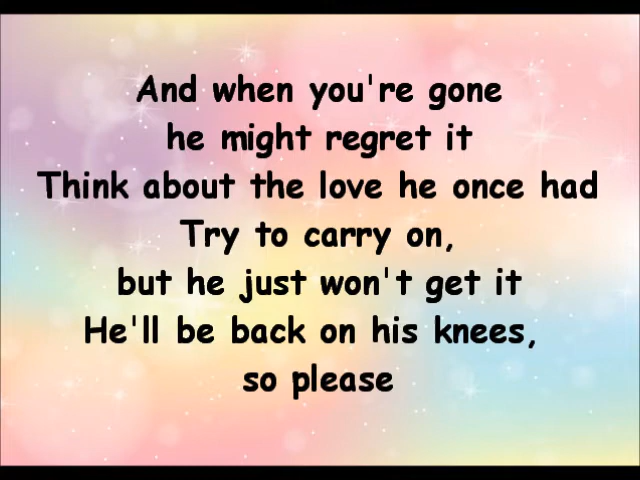 And when you're gone
he might regret it
Think about the love he once had
Try to carry on,
but he just won't get it
He'll be back on his knees,
so please